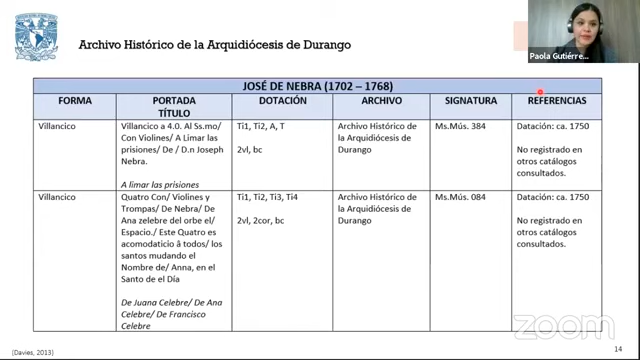 Archivo Histórico de la Arquidiócesis de Durango
Paola Gutiérre...
JOSÉ DE NEBRA (1702 – 1768)
FORMA
PORTADA
TÍTULO
DOTACIÓN
ARCHIVO
SIGNATURA
REFERENCIAS
Villancico
Villancico a 4.0. Al Ss.mo/
Con Violines/ A Limar las
prisiones/ De / D.n Joseph
Nebra.
A limar las prisiones
Ti1, Ti2, A, T
2vl, bc
Archivo Histórico de
la Arquidiócesis de
Durango
Ms.Mús. 384
Datación: ca. 1750
No registrado en
otros catálogos
consultados.
Villancico
Quatro Con/ Violines y
Trompas/ De Nebra/ De
Ana zelebre del orbe el/
Espacio./ Este Quatro es
acomodaticio â todos/ los
santos mudando el
Nombre de/ Anna, en el
Santo de el Día
De Juana Celebre/ De Ana
Celebre/ De Francisco
Celebre
Ti1, Ti2, Ti3, Ti4
2vl, 2cor, bc
Archivo Histórico de
la Arquidiócesis de
Durango
Ms.Mús. 084
Datación: ca. 1750
No registrado en
otros catálogos
consultados.
zoom
(Davies, 2013)
14